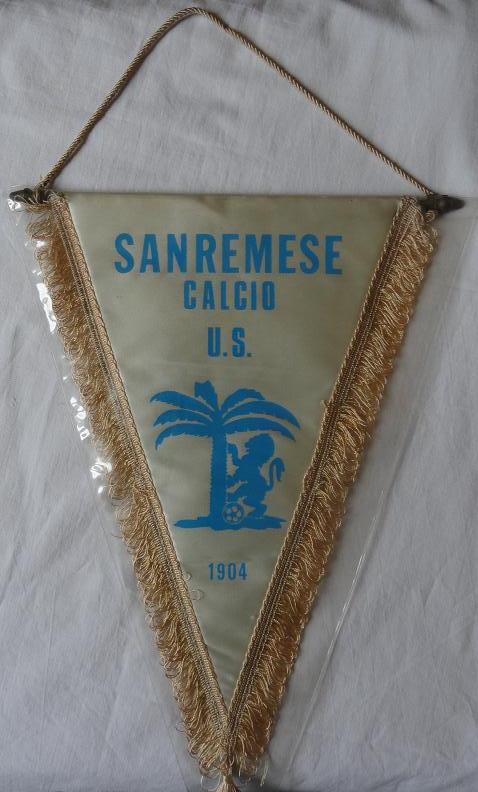 SANREMESE
CALCIO
U.S.
1904